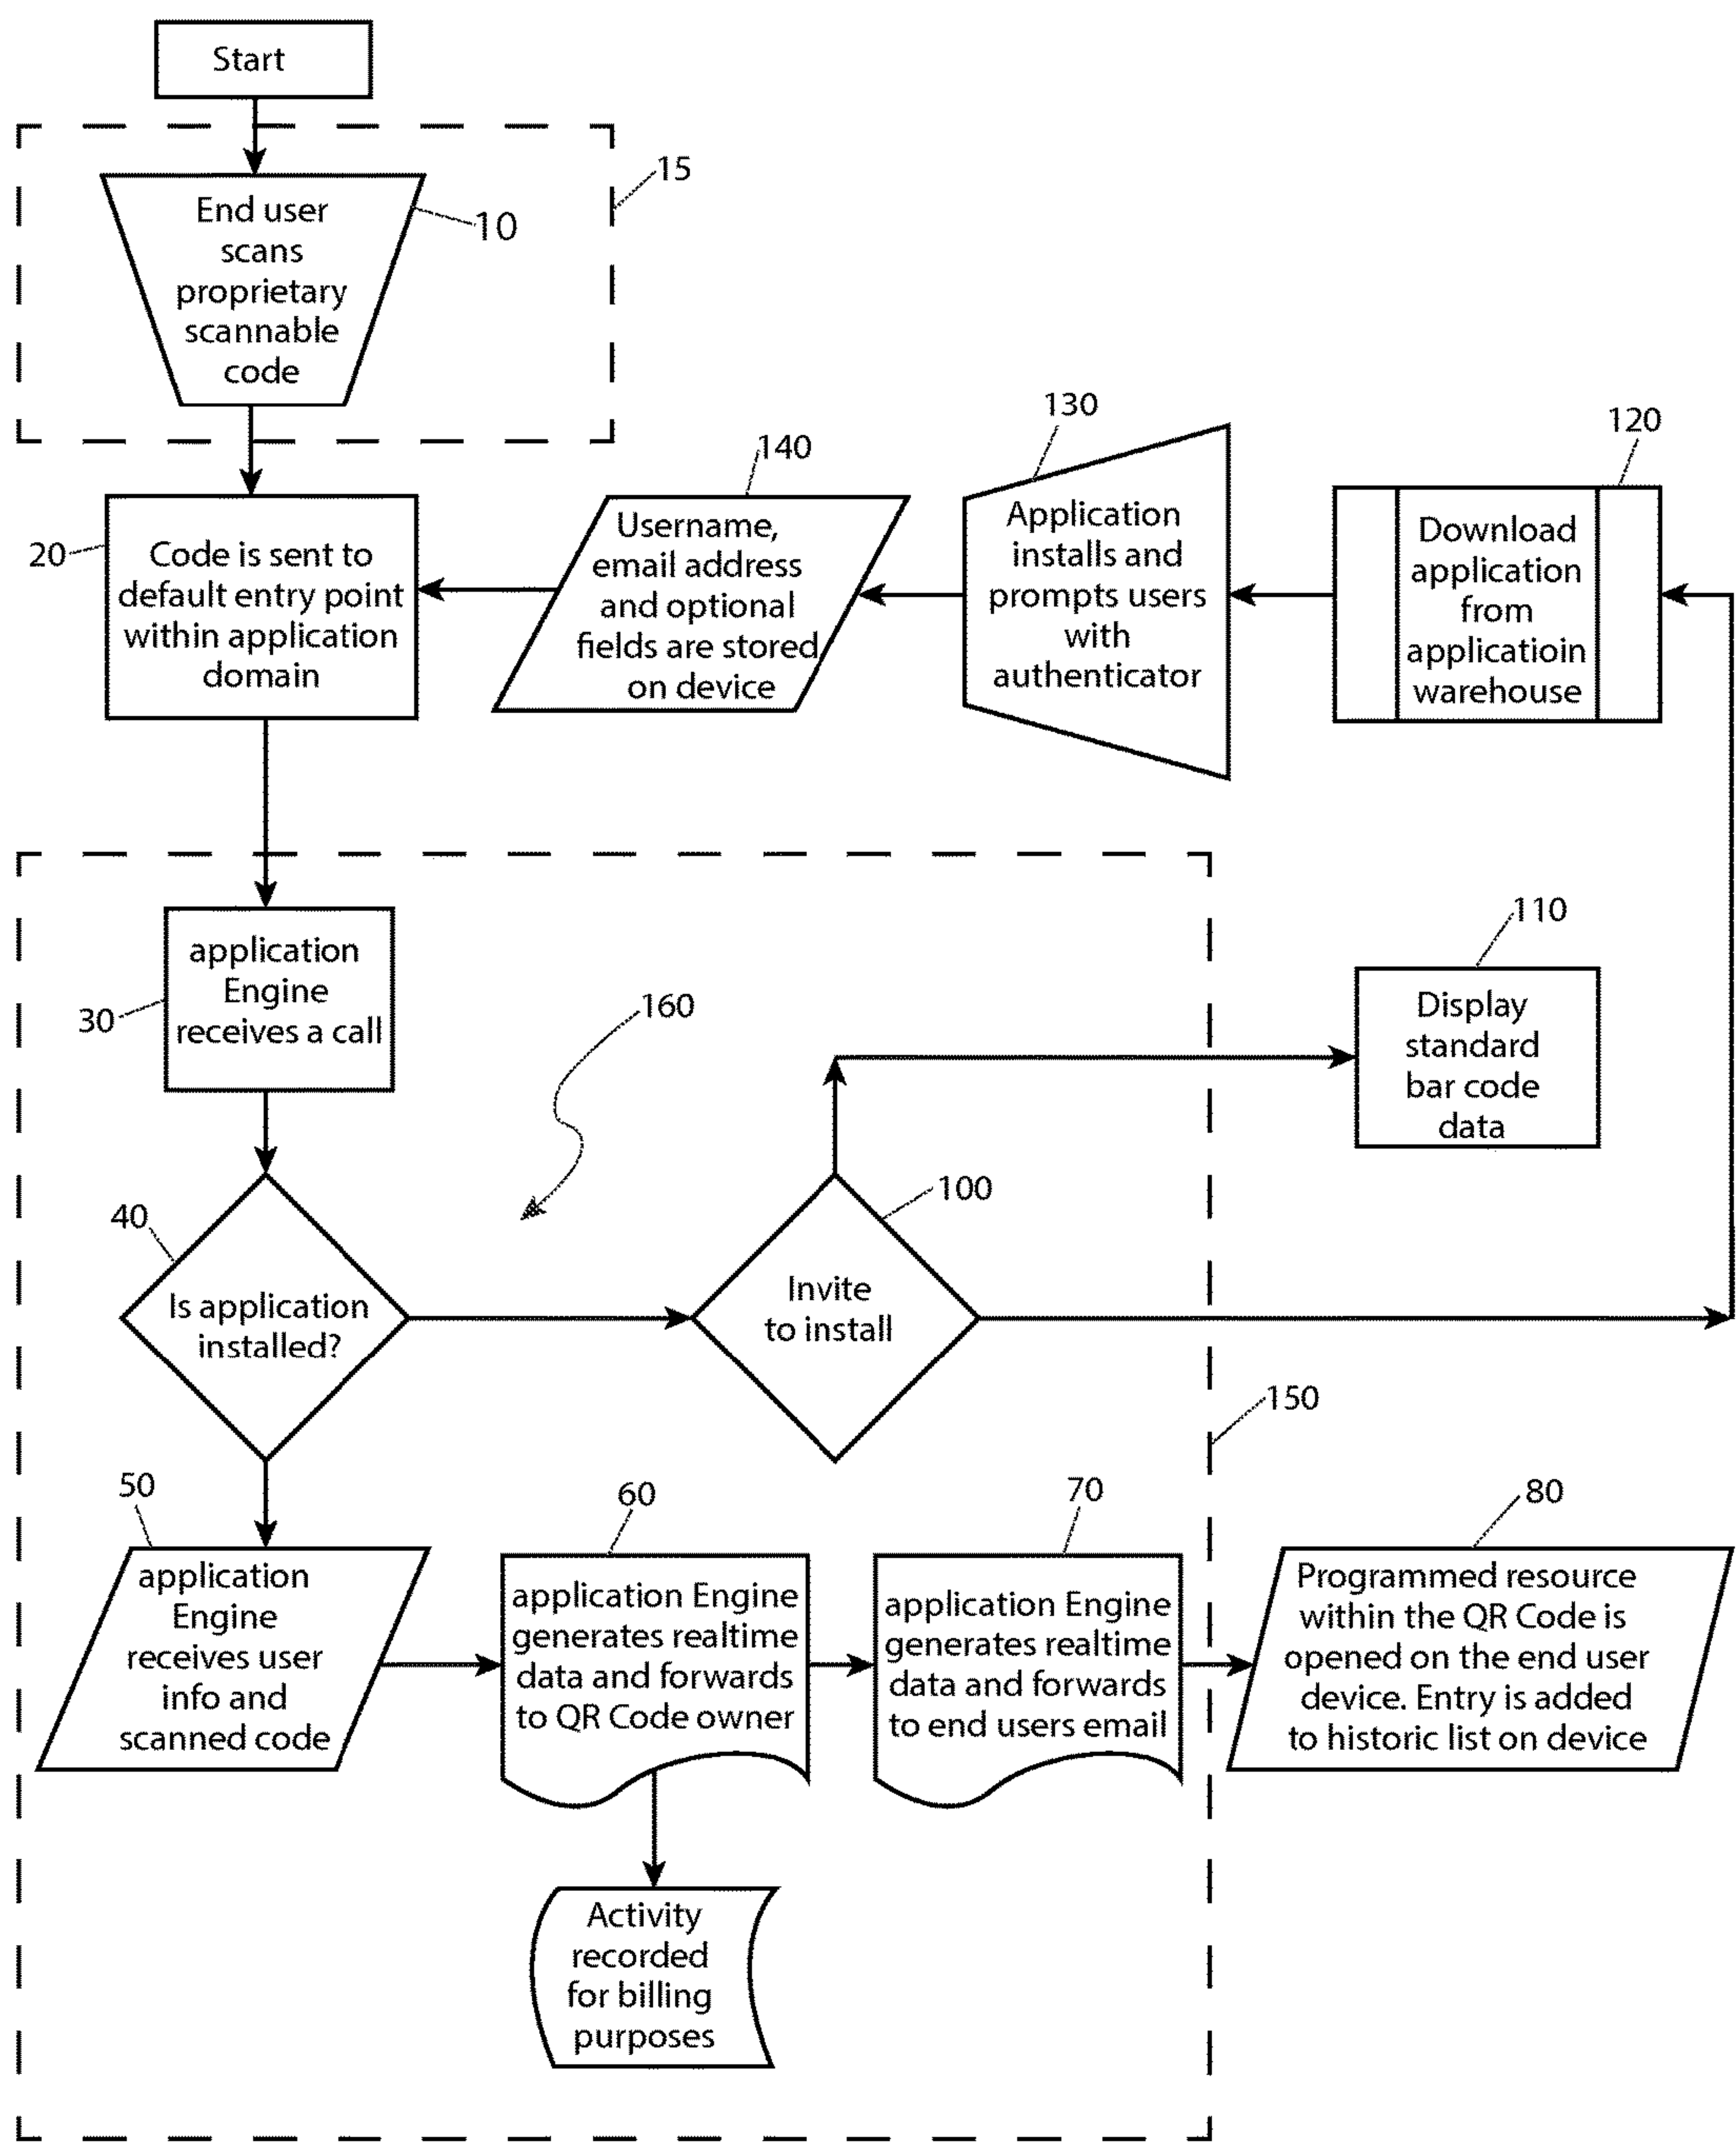 Start
15
End user
scans
proprietary
scannable
code
10
130
120
140
20
Code is sent to
default entry point
within application
domain
Username,
email address
and optional
fields are stored
on device
Application
installs and
prompts users
with
authenticator
Download
application
from
applicatioin
warehouse
application
Engine
receives a call
30
160
110
Display
standard
bar code
data
40
Is application
installed?
100
Invite
to install
150
50
application
Engine
receives user
info and
scanned code
60
application Engine
generates realtime
data and forwards
to QR Code owner
70
application Engine
generates realtime
data and forwards
to end users email
80
Programmed resource
within the QR Code is
opened on the end user
device. Entry is added
to historic list on device
Activity
recorded
for billing
purposes